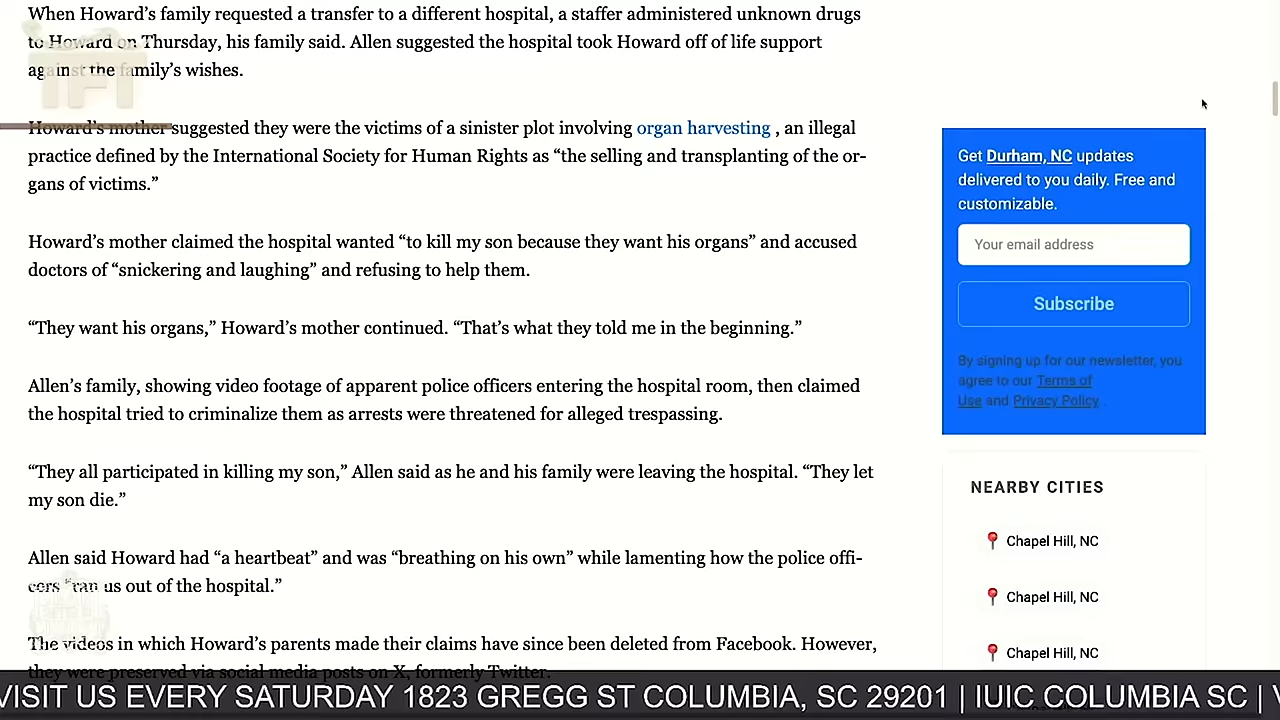 When Howard’s family requested a transfer to a different hospital, a staffer administered unknown drugs
to Howard on Thursday, his family said. Allen suggested the hospital took Howard off of life support
against the family’s wishes.
Howard’s mother suggested they were the victims of a sinister plot involving organ harvesting , an illegal
practice defined by the International Society for Human Rights as “the selling and transplanting of the or-
gans of victims.”
Howard’s mother claimed the hospital wanted “to kill my son because they want his organs” and accused
doctors of “snickering and laughing” and refusing to help them.
“They want his organs,” Howard’s mother continued. “That’s what they told me in the beginning.”
Allen’s family, showing video footage of apparent police officers entering the hospital room, then claimed
the hospital tried to criminalize them as arrests were threatened for alleged trespassing.
“They all participated in killing my son,” Allen said as he and his family were leaving the hospital. “They let
my son die.”
Allen said Howard had “a heartbeat” and was “breathing on his own” while lamenting how the police offi-
cers “ran us out of the hospital.”
The videos in which Howard’s parents made their claims have since been deleted from Facebook. However,
they were preserved via social media posts on X, formerly Twitter.
Get Durham, NC updates
delivered to you daily. Free and
customizable.
Your email address
Subscribe
By signing up for our newsletter, you
agree to our Terms of
Use and Privacy Policy .
NEARBY CITIES
Chapel Hill, NC
Chapel Hill, NC
Chapel Hill, NC
VISIT US EVERY SATURDAY 1823 GREGG ST COLUMBIA, SC 29201 | IUIC COLUMBIA SC | V